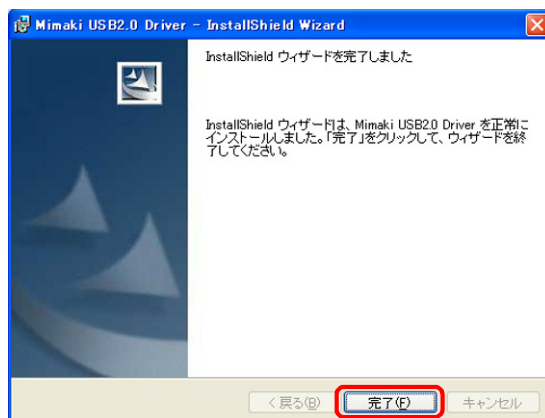 Mimaki USB2.0 Driver - InstallShield Wizard
InstallShield ウィザードを完了しました
InstallShield ウィザードは、Mimaki USB2.0 Driver を正常に
インストールしました。「完了」をクリックして、ウィザードを終
了してください。
< 戻る(B)
完了(F)
キャンセル